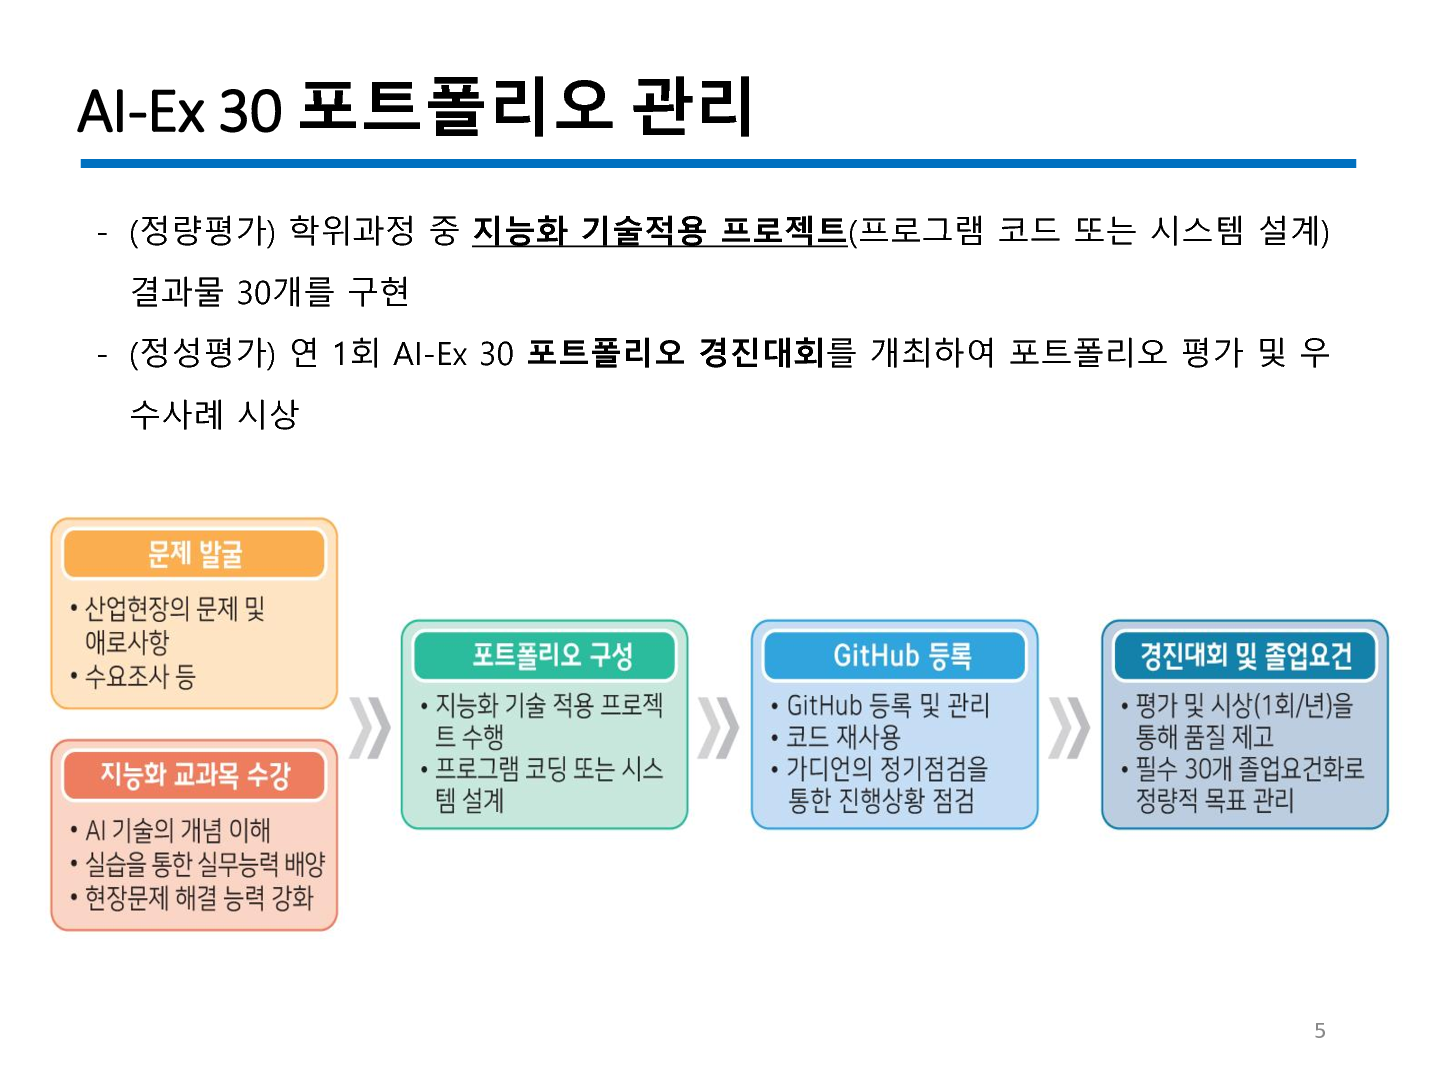 AI-Ex 30 포트폴리오 관리
- (정량평가) 학위과정 중 지능화 기술적용 프로젝트(프로그램 코드 또는 시스템 설계)
결과물 30개를 구현
- (정성평가) 연 1회 AI-Ex 30 포트폴리오 경진대회를 개최하여 포트폴리오 평가 및 우
수사례 시상
문제 발굴
• 산업현장의 문제 및
애로사항
• 수요조사 등
지능화 교과목 수강
• AI 기술의 개념 이해
• 실습을 통한 실무능력 배양
• 현장문제 해결 능력 강화
포트폴리오 구성
• 지능화 기술 적용 프로젝
트 수행
• 프로그램 코딩 또는 시스
템 설계
GitHub 등록
• GitHub 등록 및 관리
• 코드 재사용
• 가디언의 정기점검을
통한 진행상황 점검
경진대회 및 졸업요건
• 평가 및 시상(1회/년)을
통해 품질 제고
• 필수 30개 졸업요건화로
정량적 목표 관리
5